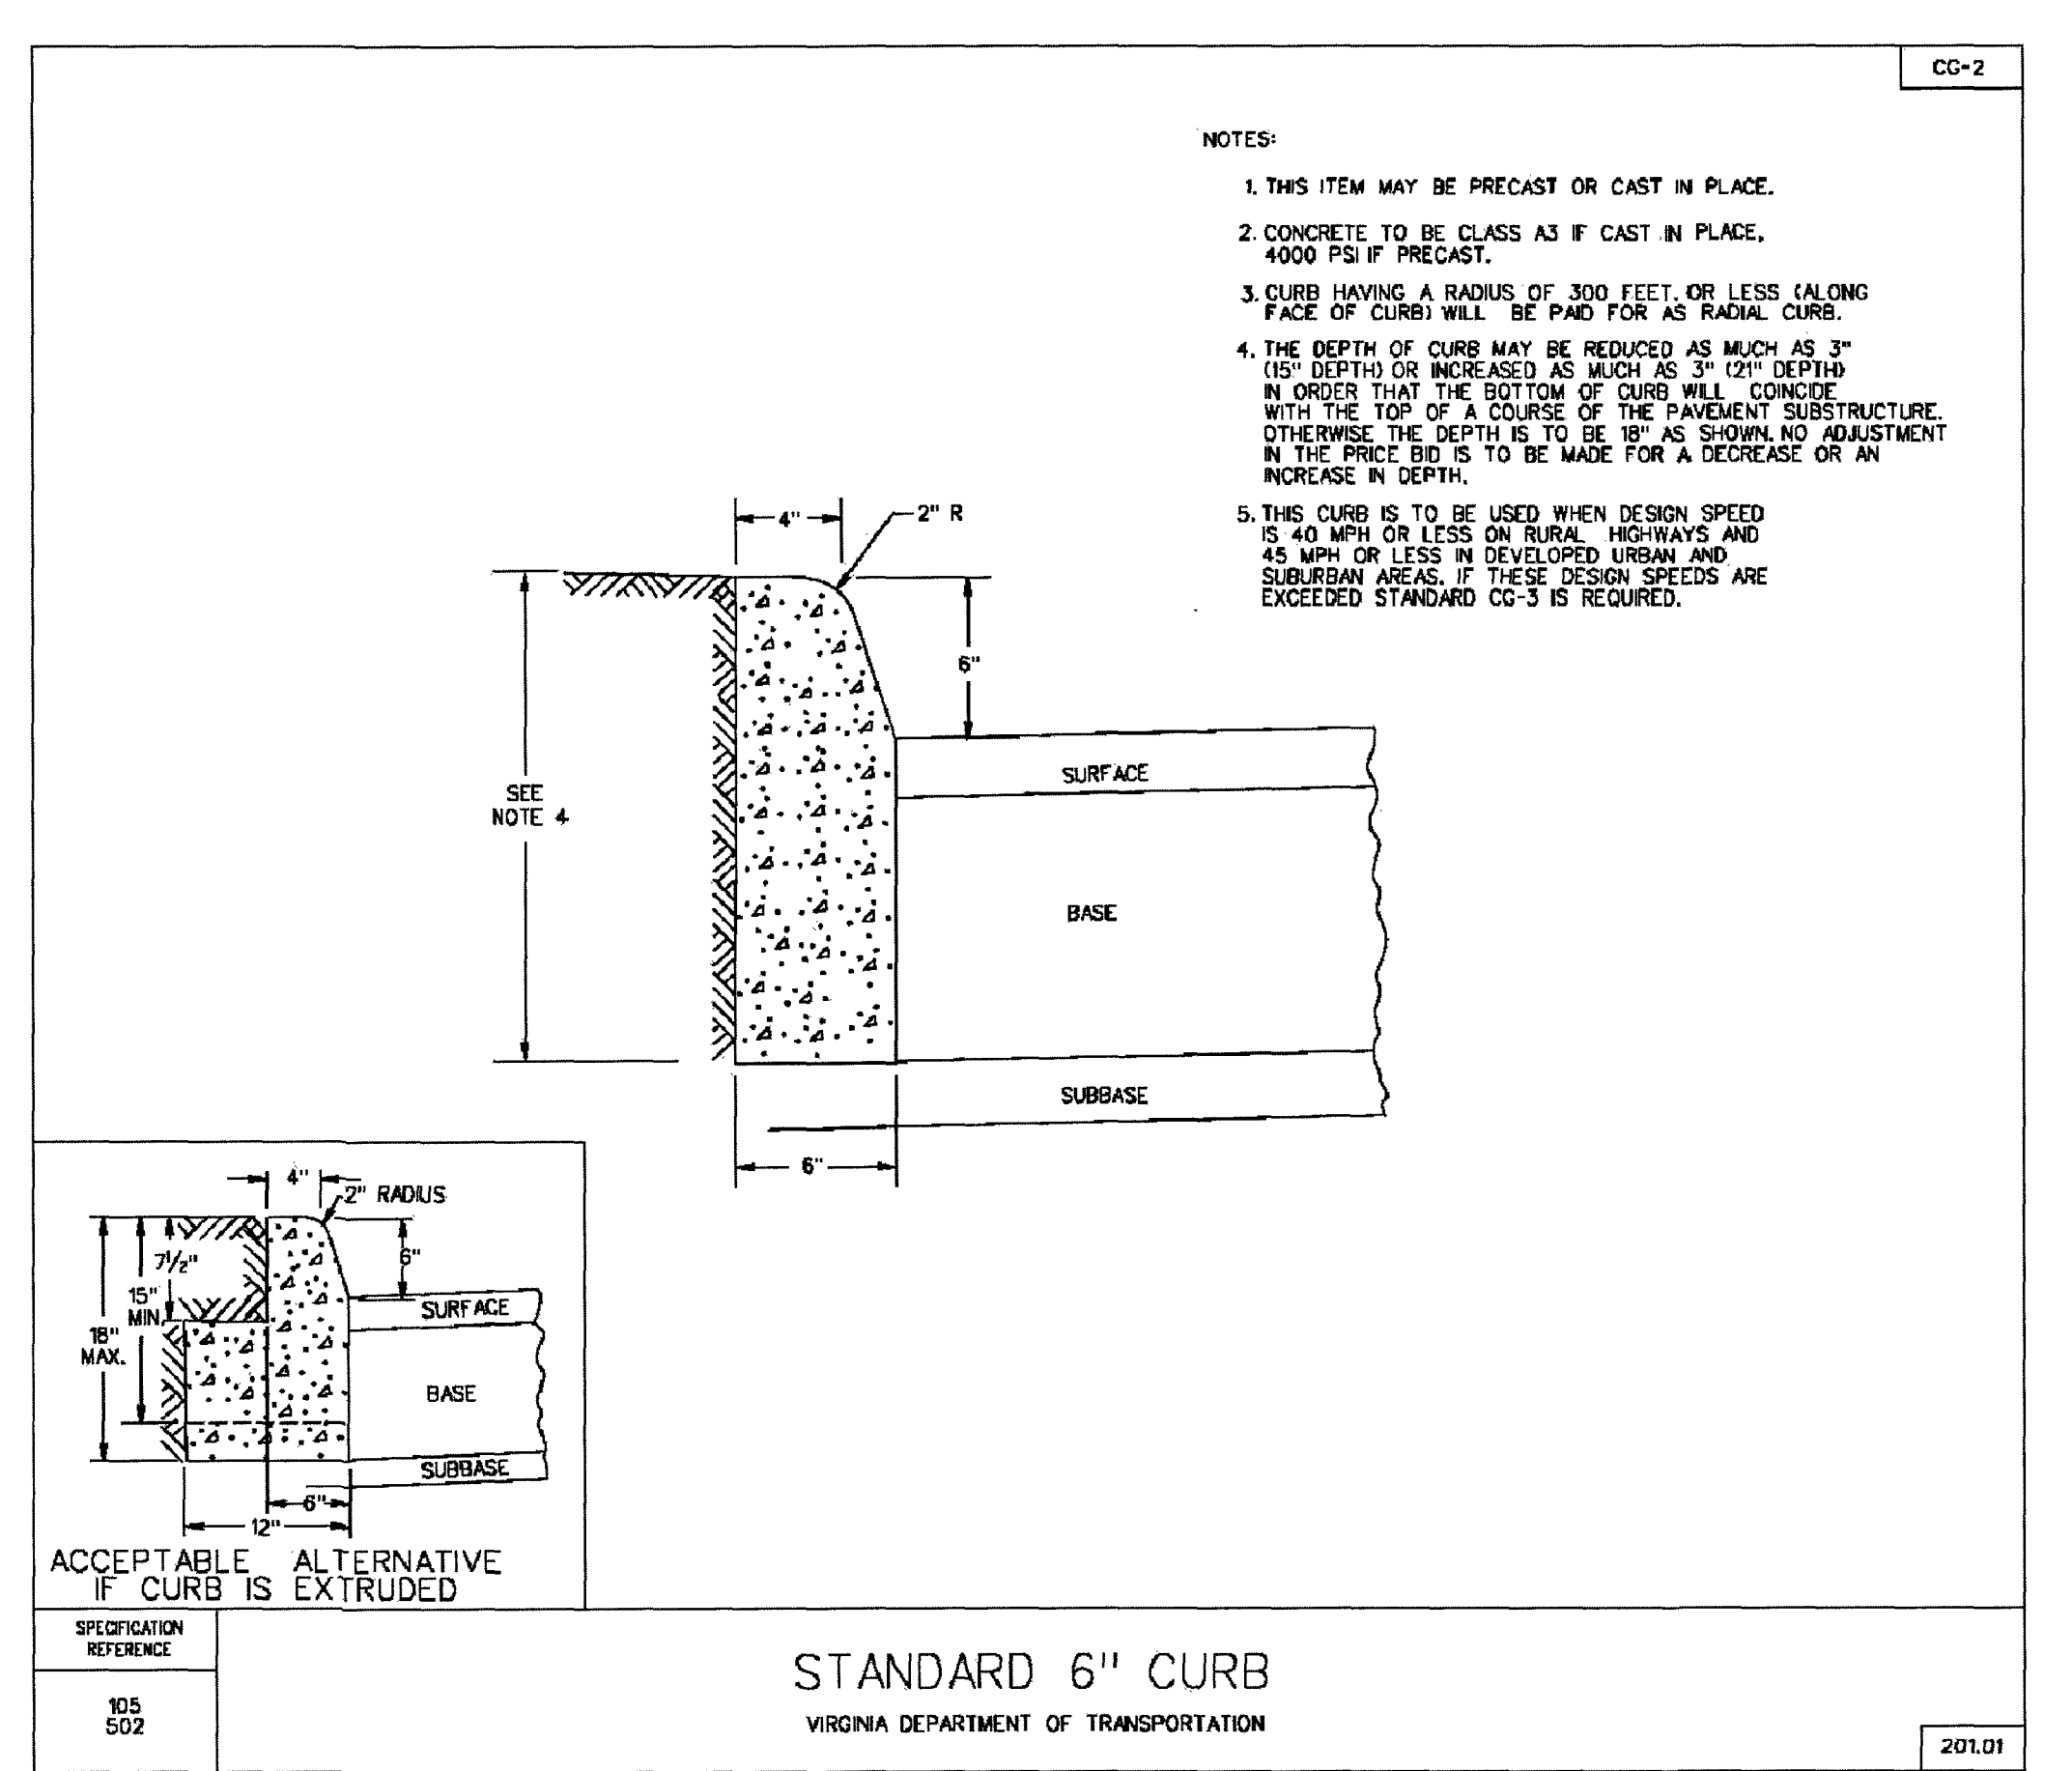 CG-2
NOTES:
1. THIS ITEM MAY BE PRECAST OR CAST IN PLACE.
2. CONCRETE TO BE CLASS A3 IF CAST IN PLACE,
4000 PSI IF PRECAST.
3. CURB HAVING A RADIUS OF 300 FEET. OR LESS (ALONG
FACE OF CURB) WILL BE PAID FOR AS RADIAL CURB.
4. THE DEPTH OF CURB MAY BE REDUCED AS MUCH AS 3"
(15" DEPTH) OR INCREASED AS MUCH AS 3" (21" DEPTH)
IN ORDER THAT THE BOTTOM OF CURB WILL COINCIDE
WITH THE TOP OF A COURSE OF THE PAVEMENT SUBSTRUCTURE.
OTHERWISE THE DEPTH IS TO BE 18" AS SHOWN. NO ADJUSTMENT
IN THE PRICE BID IS TO BE MADE FOR A DECREASE OR AN
INCREASE IN DEPTH.
5. THIS CURB IS TO BE USED WHEN DESIGN SPEED
IS 40 MPH OR LESS ON RURAL HIGHWAYS AND
45 MPH OR LESS IN DEVELOPED URBAN AND
SUBURBAN AREAS. IF THESE DESIGN SPEEDS ARE
EXCEEDED STANDARD CG-3 IS REQUIRED.
4"
2" R
6"
SURFACE
SEE
NOTE 4
BASE
SUBBASE
6"
4"
2" RADIUS
7 1/2"
6"
15"
MIN.
SURFACE
18"
MAX.
BASE
SUBBASE
6"
12"
ACCEPTABLE ALTERNATIVE
IF CURB IS EXTRUDED
SPECIFICATION
REFERENCE
105
502
STANDARD 6" CURB
VIRGINIA DEPARTMENT OF TRANSPORTATION
201.01